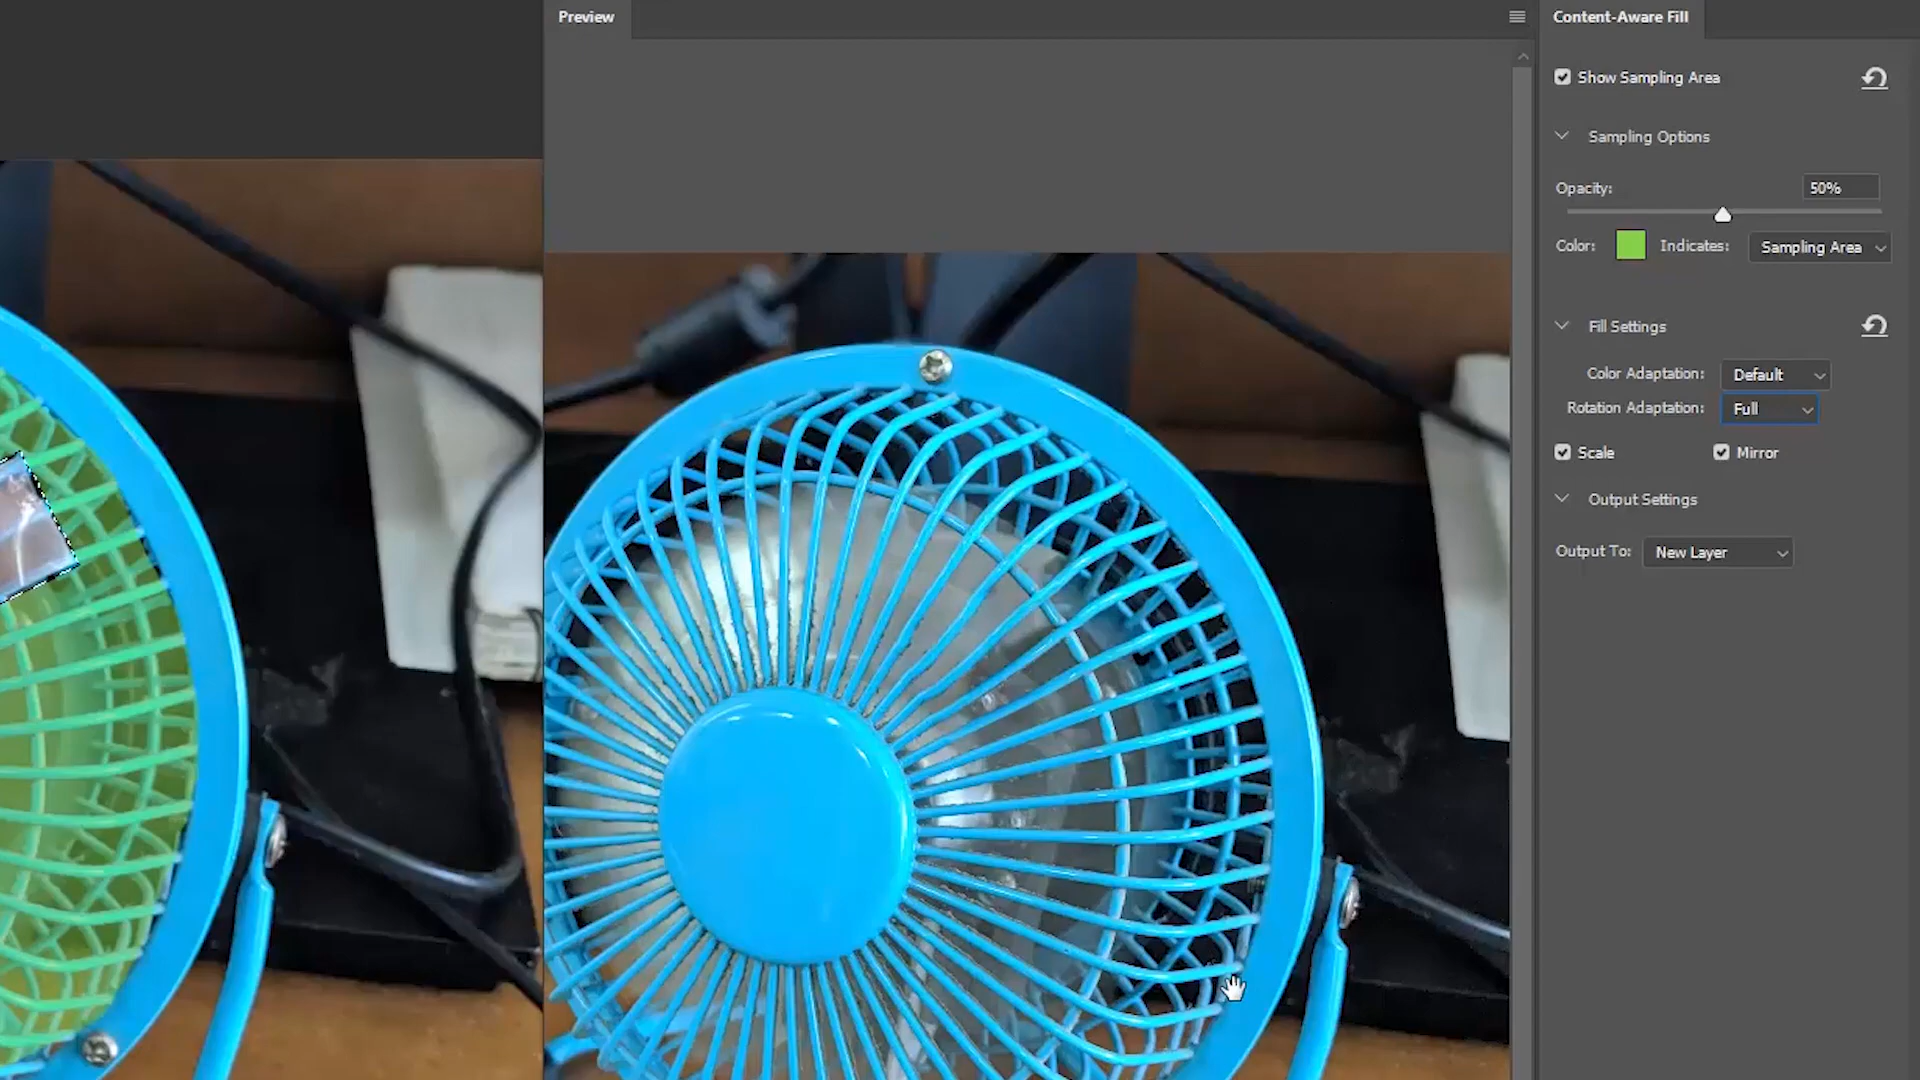 Preview
Content-Aware Fill
Show Sampling Area
Sampling Options
Opacity:
50%
Color:
Indicates:
Sampling Area
Fill Settings
Color Adaptation:
Default
Rotation Adaptation:
Full
Scale
Mirror
Output Settings
Output To:
New Layer